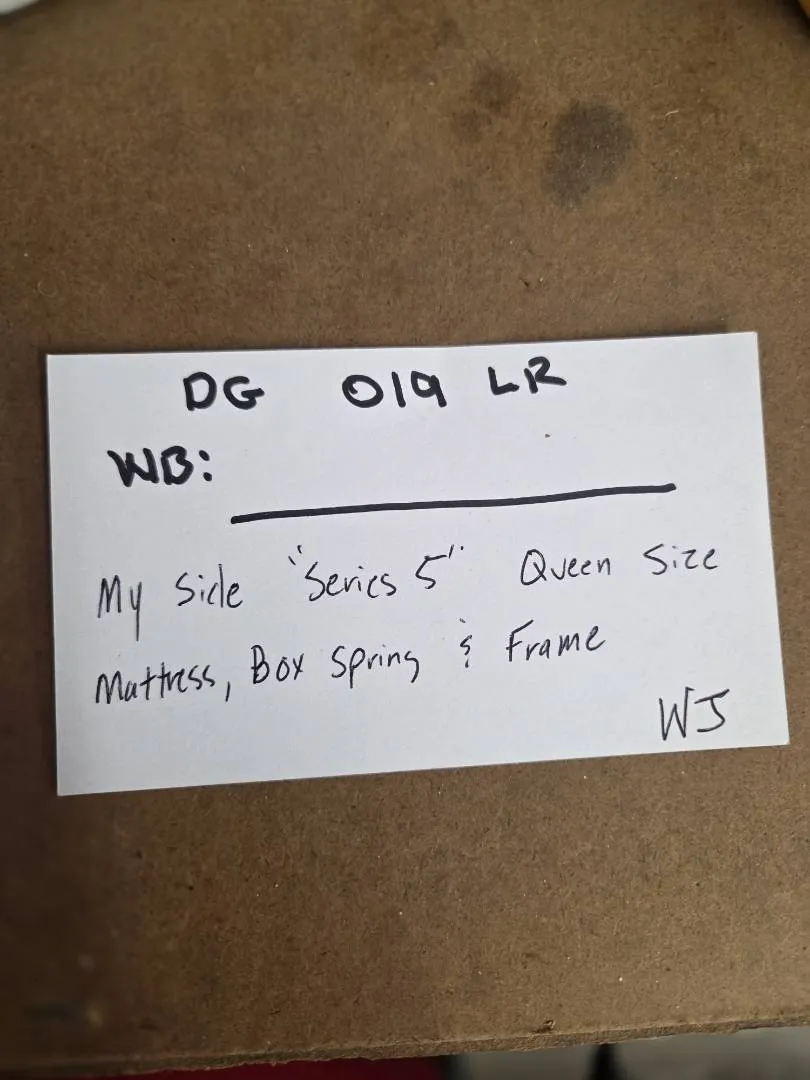 DG 019 LR
WB:
My Side "Series 5" Queen Size
Mattress, Box Spring & Frame
WJ